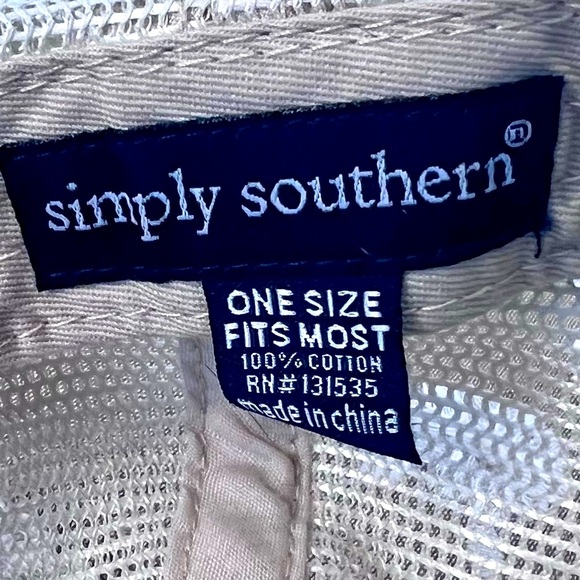 simply southern®
ONE SIZE
FITS MOST
100% COTTON
RN#131535
made in china